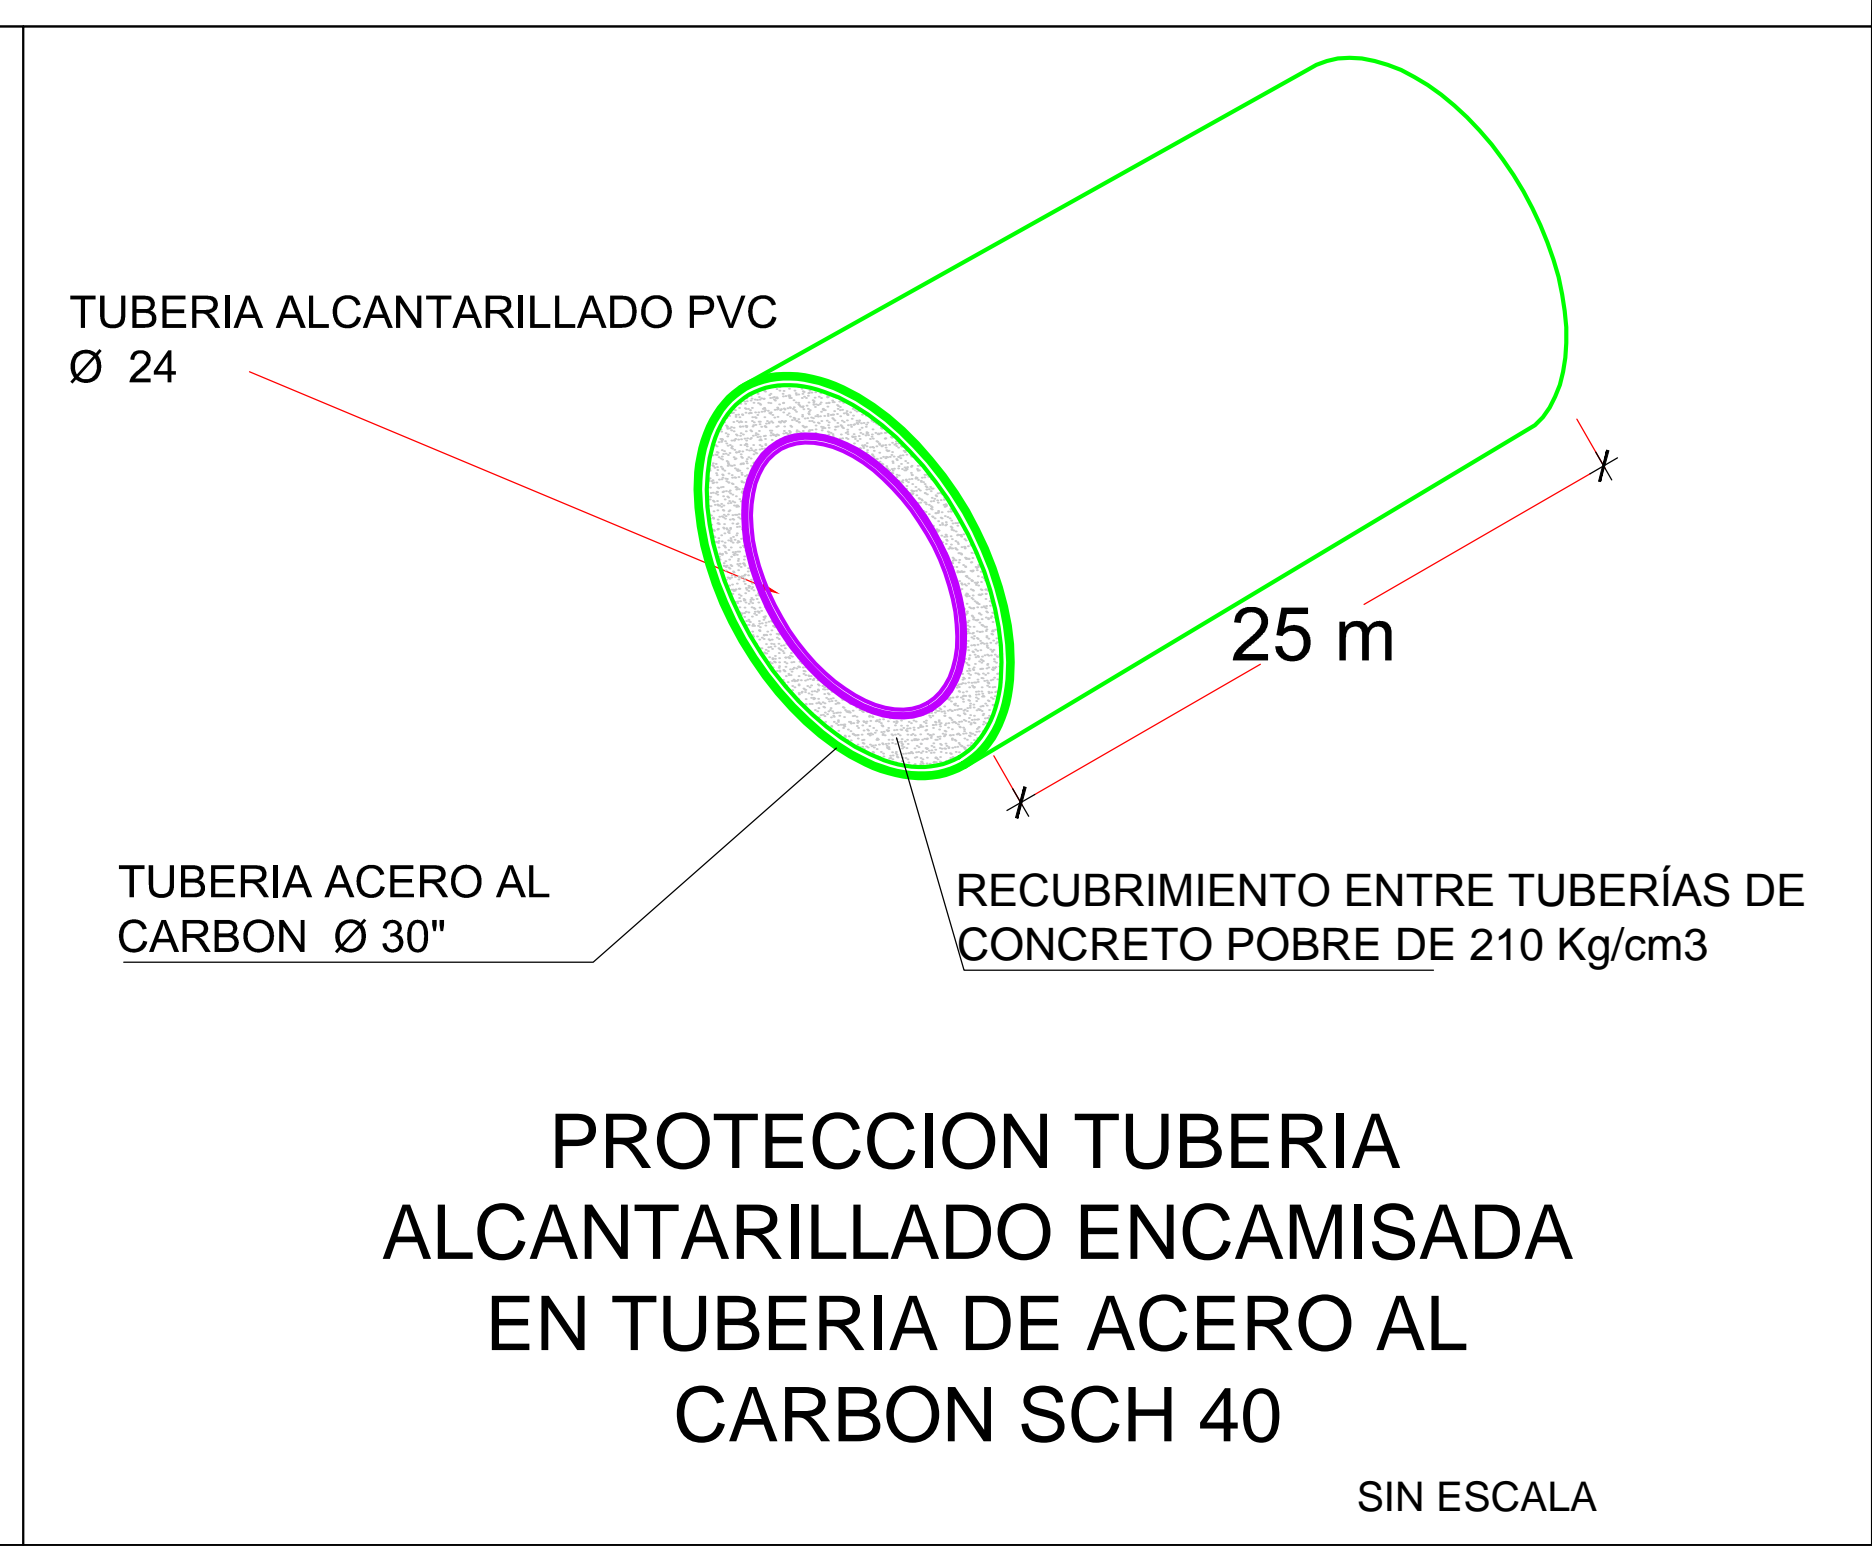 TUBERIA ALCANTARILLADO PVC
Ø 24
25 m
TUBERIA ACERO AL
CARBON Ø 30"
RECUBRIMIENTO ENTRE TUBERÍAS DE
CONCRETO POBRE DE 210 Kg/cm3
PROTECCION TUBERIA
ALCANTARILLADO ENCAMISADA
EN TUBERIA DE ACERO AL
CARBON SCH 40
SIN ESCALA